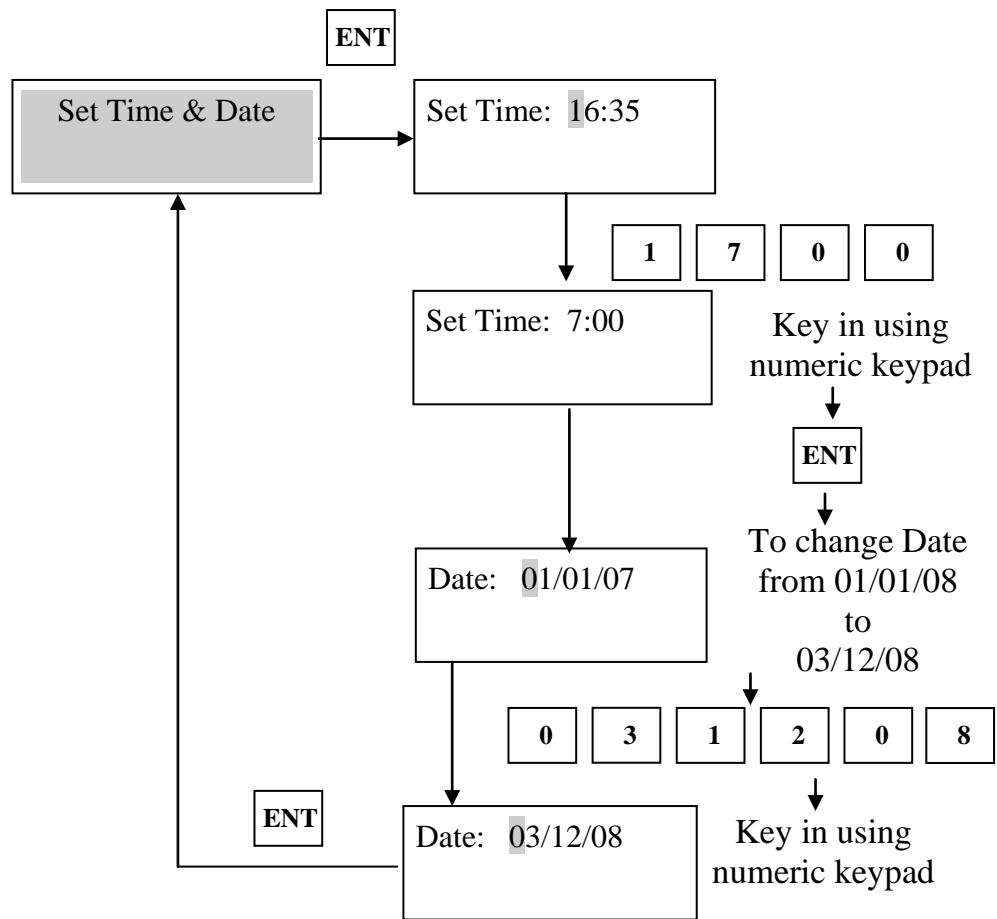 ENT
Set Time & Date
Set Time: 16:35
1 7 0 0
Set Time: 7:00
Key in using
numeric keypad
ENT
To change Date
from 01/01/08
to
03/12/08
Date: 01/01/07
0 3 1 2 0 8
ENT
Date: 03/12/08
Key in using
numeric keypad